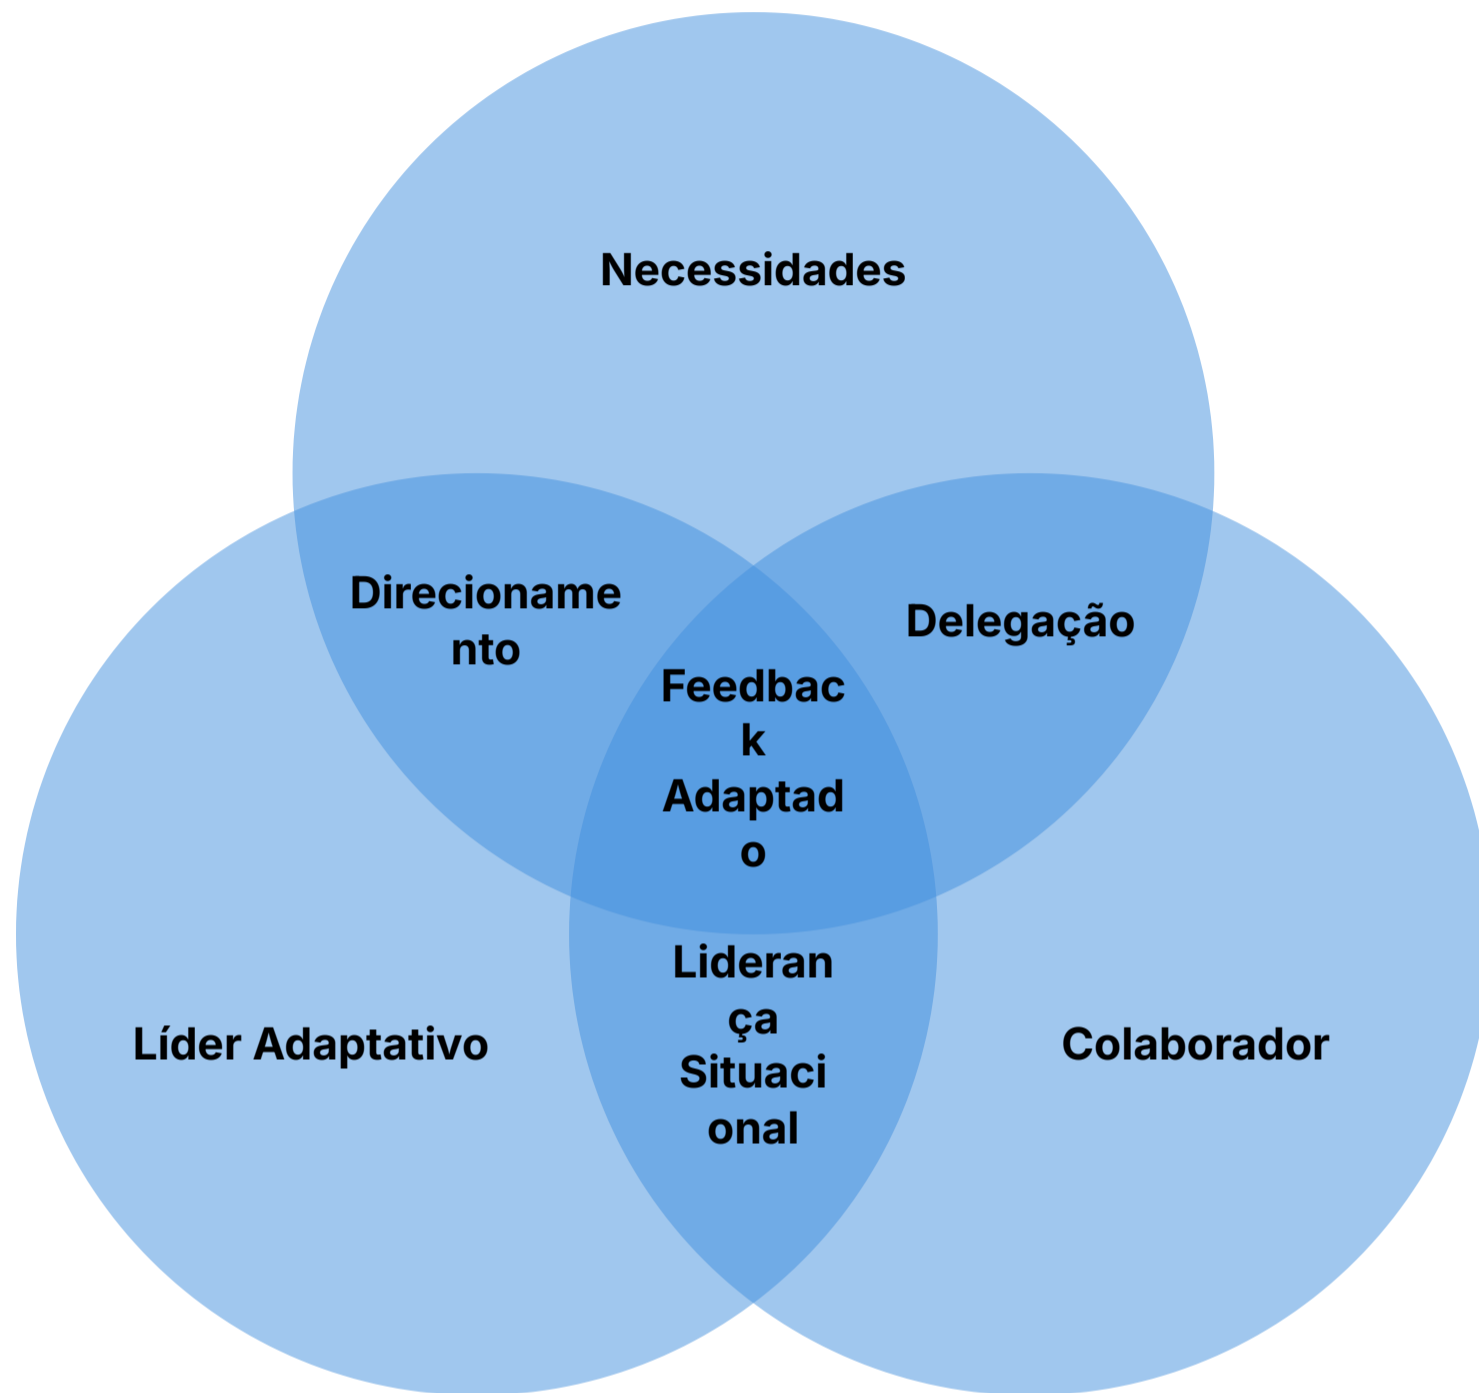 Necessidades
Direcioname
nto
Delegação
Feedbac
k
Adaptad
o
Lideran
ça
Situaci
onal
Líder Adaptativo
Colaborador